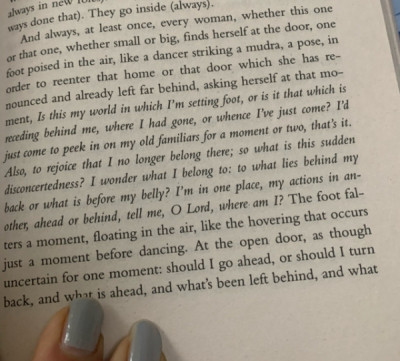 always in new roles
ways done that). They go inside (always).
And always, at least once, every woman, whether this one
or that one, whether small or big, finds herself at the door, one
foot poised in the air, like a dancer striking a mudra, a pose, in
order to reenter that home or that door which she has re-
nounced and already left far behind, asking herself at that mo-
ment, Is this my world in which I'm setting foot, or is it that which is
receding behind me, where I had gone, or whence I've just come? I'd
just come to peek in on my old familiars for a moment or two, that's it.
Also, to rejoice that I no longer belong there; so what is this sudden
disconcertedness? I wonder what I belong to: to what lies behind my
back or what is before my belly? I'm in one place, my actions in an-
other, ahead or behind, tell me, O Lord, where am I? The foot fal-
ters a moment, floating in the air, like the hovering that occurs
just a moment before dancing. At the open door, as though
uncertain for one moment: should I go ahead, or should I turn
back, and what is ahead, and what's been left behind, and what